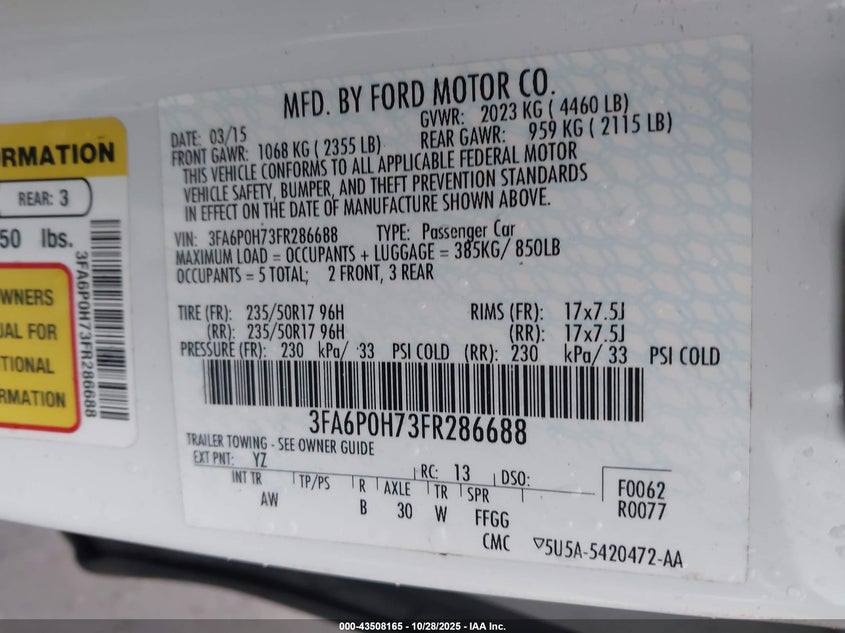 MFD. BY FORD MOTOR CO.
DATE: 03/15 GVWR: 2023 KG ( 4460 LB)
FRONT GAWR: 1068 KG ( 2355 LB) REAR GAWR: 959 KG ( 2115 LB)
THIS VEHICLE CONFORMS TO ALL APPLICABLE FEDERAL MOTOR
VEHICLE SAFETY, BUMPER, AND THEFT PREVENTION STANDARDS
IN EFFECT ON THE DATE OF MANUFACTURE SHOWN ABOVE.
VIN: 3FA6P0H73FR286688 TYPE: Passenger Car
MAXIMUM LOAD = OCCUPANTS + LUGGAGE = 385KG/ 850LB
OCCUPANTS = 5 TOTAL; 2 FRONT, 3 REAR
TIRE (FR): 235/50R17 96H RIMS (FR): 17x7.5J
(RR): 235/50R17 96H (RR): 17x7.5J
PRESSURE (FR): 230 kPa/ 33 PSI COLD (RR): 230 kPa/ 33 PSI COLD
3FA6P0H73FR286688
TRAILER TOWING - SEE OWNER GUIDE
EXT PNT: YZ RC: 13 DSO:
INT TR TP/PS R AXLE TR SPR F0062
AW B 30 W FFGG R0077
CMC ▽5U5A-5420472-AA
RMATION
REAR: 3
50 lbs.
WNERS
UAL FOR
TIONAL
RMATION
3FA6P0H73FR286688
000-43508165 - 10/28/2025 - IAA Inc.